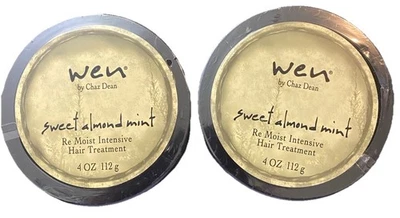 wen®
by Chaz Dean
sweet almond mint
Re Moist Intensive
Hair Treatment
4 OZ 112 g
wen®
by Chaz Dean
sweet almond mint
Re Moist Intensive
Hair Treatment
4 OZ 112 g